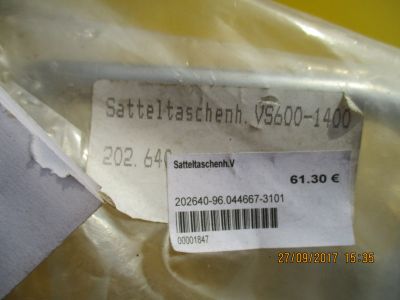 Satteltaschenh. VS600-1400
202.640
Satteltaschenh.V
61.30 €
202640-96.044667-3101
00001847
27/09/2017 15:35